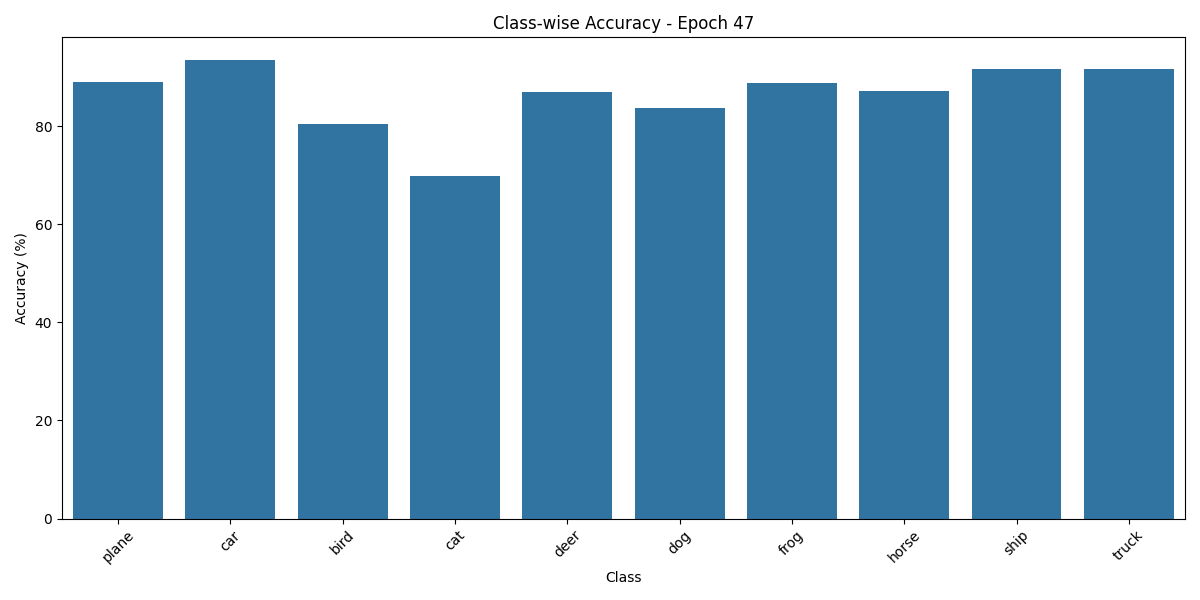 Class-wise Accuracy - Epoch 47
Accuracy (%)
80
60
40
20
0
plane
car
bird
cat
deer
dog
frog
horse
ship
truck
Class